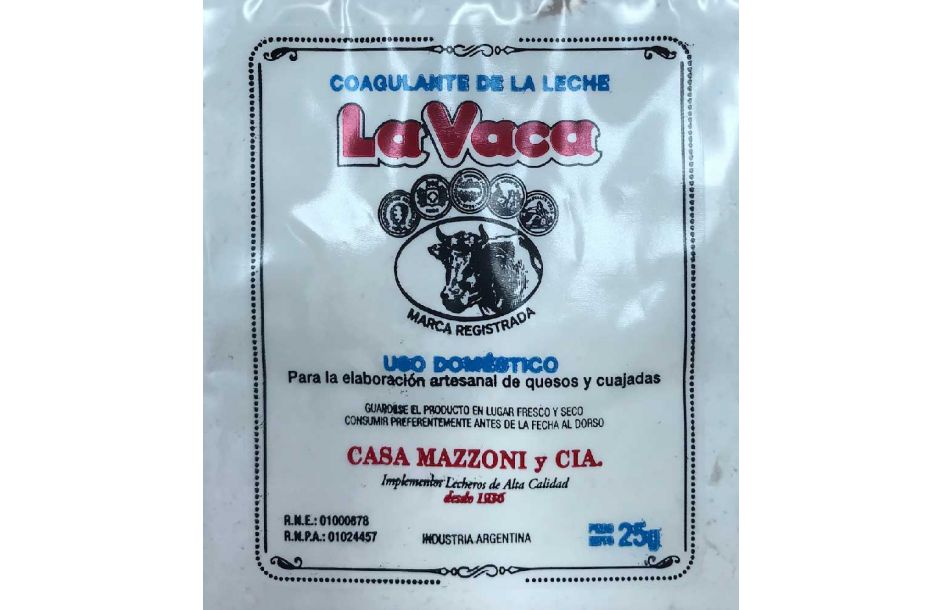 COAGULANTE DE LA LECHE
La Vaca
MARCA REGISTRADA
USO DOMÉSTICO
Para la elaboración artesanal de quesos y cuajadas
GUARDESE EL PRODUCTO EN LUGAR FRESCO Y SECO
CONSUMIR PREFERENTEMENTE ANTES DE LA FECHA AL DORSO
CASA MAZZONI y CIA.
Implementos Lecheros de Alta Calidad
desde 1936
R.N.E.: 01000678
R.N.P.A.: 01024457
INDUSTRIA ARGENTINA
PESO
NETO 25g